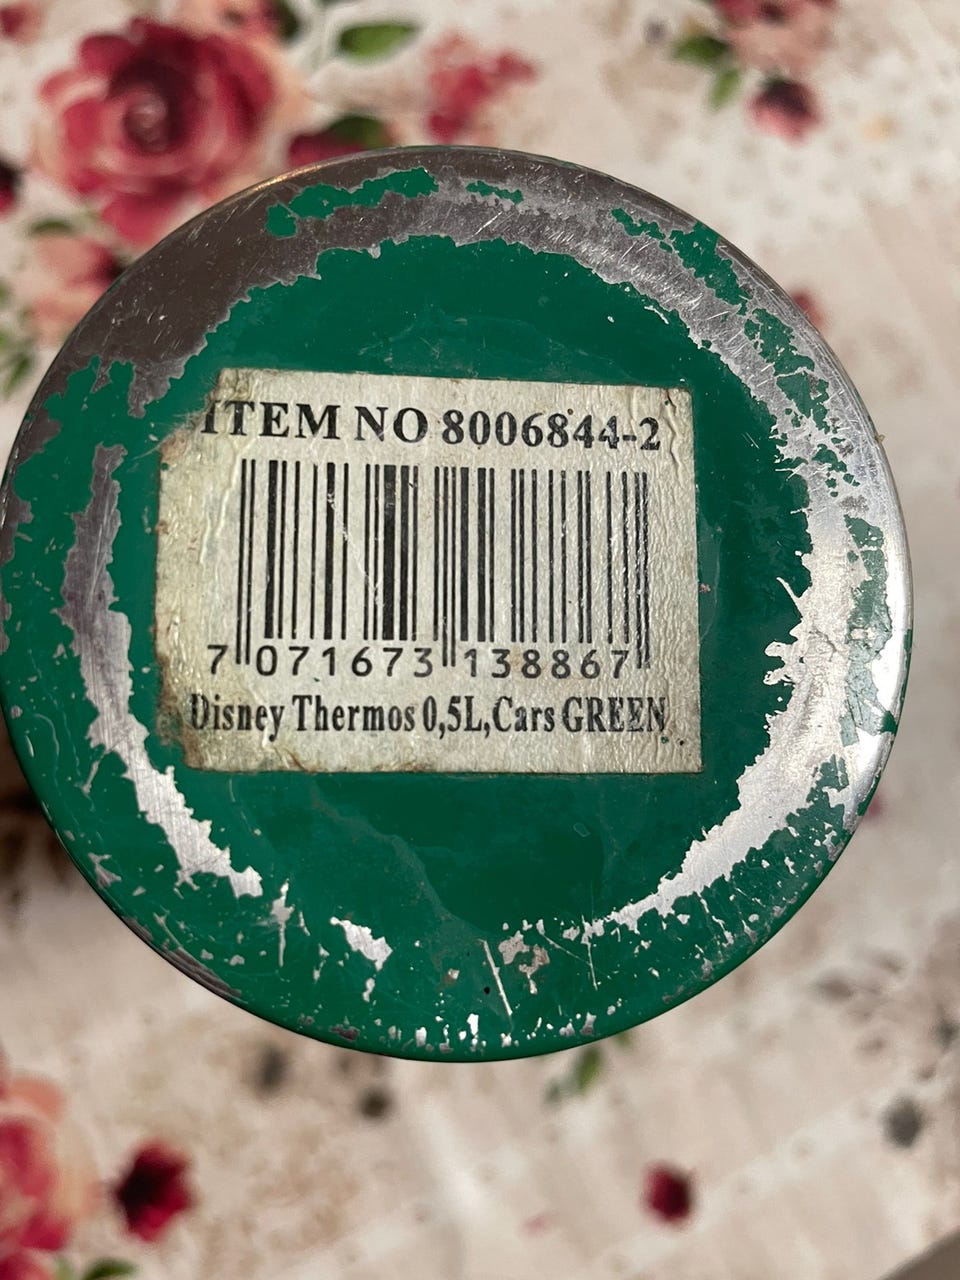 ITEM NO 8006844-2
7 071673 138867
Disney Thermos 0,5L,Cars GREEN